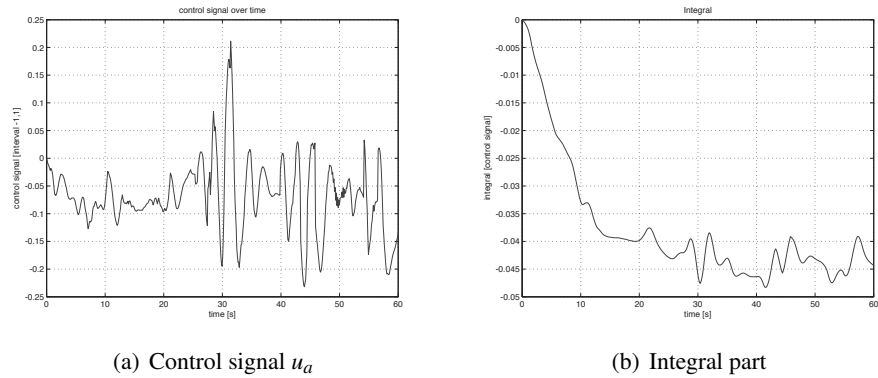 control signal over time
0.25
0.2
0.15
0.1
0.05
0
-0.05
-0.1
-0.15
-0.2
-0.25
control signal [interval -1,1]
0 10 20 30 40 50 60
time [s]
(a) Control signal u_a
Integral
0
-0.005
-0.01
-0.015
-0.02
-0.025
-0.03
-0.035
-0.04
-0.045
-0.05
integral [control signal]
0 10 20 30 40 50 60
time [s]
(b) Integral part